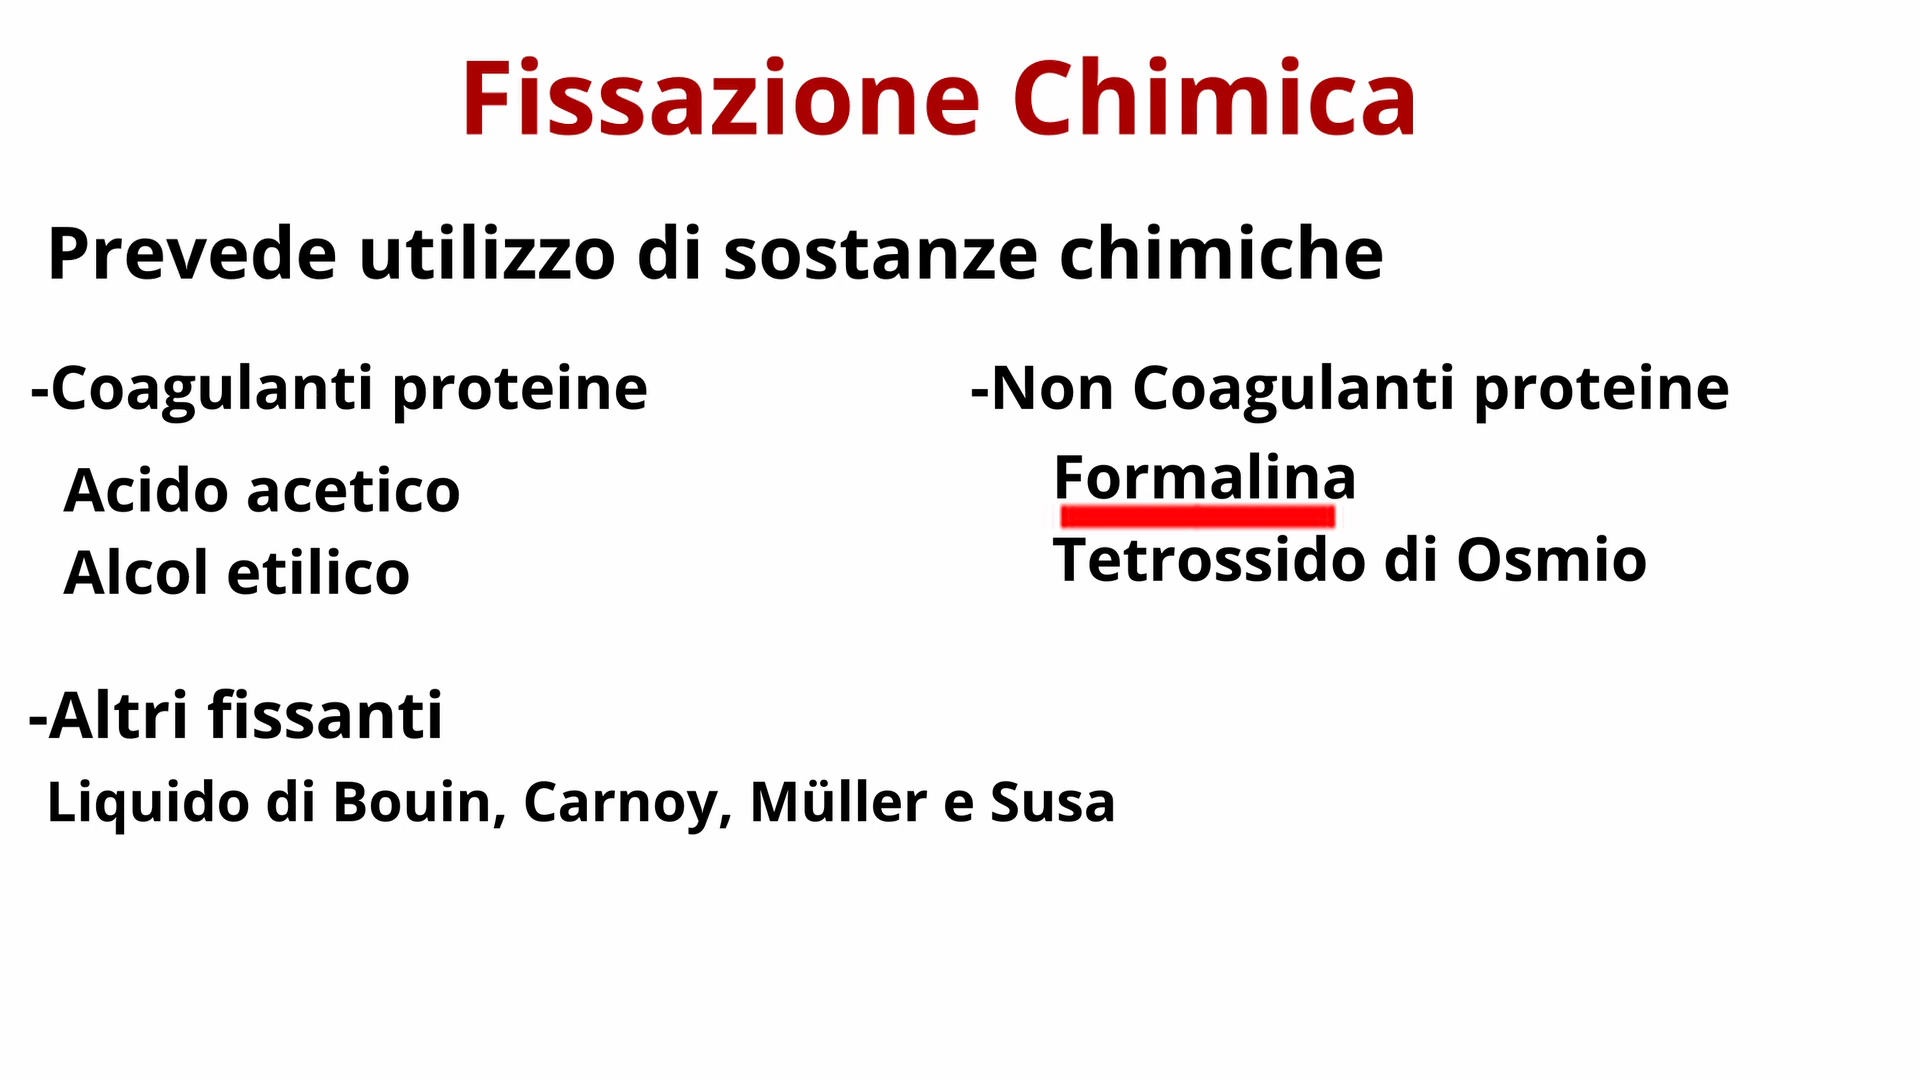 Fissazione Chimica
Prevede utilizzo di sostanze chimiche
-Coagulanti proteine
Acido acetico
Alcol etilico
-Non Coagulanti proteine
Formalina
Tetrossido di Osmio
-Altri fissanti
Liquido di Bouin, Carnoy, Müller e Susa